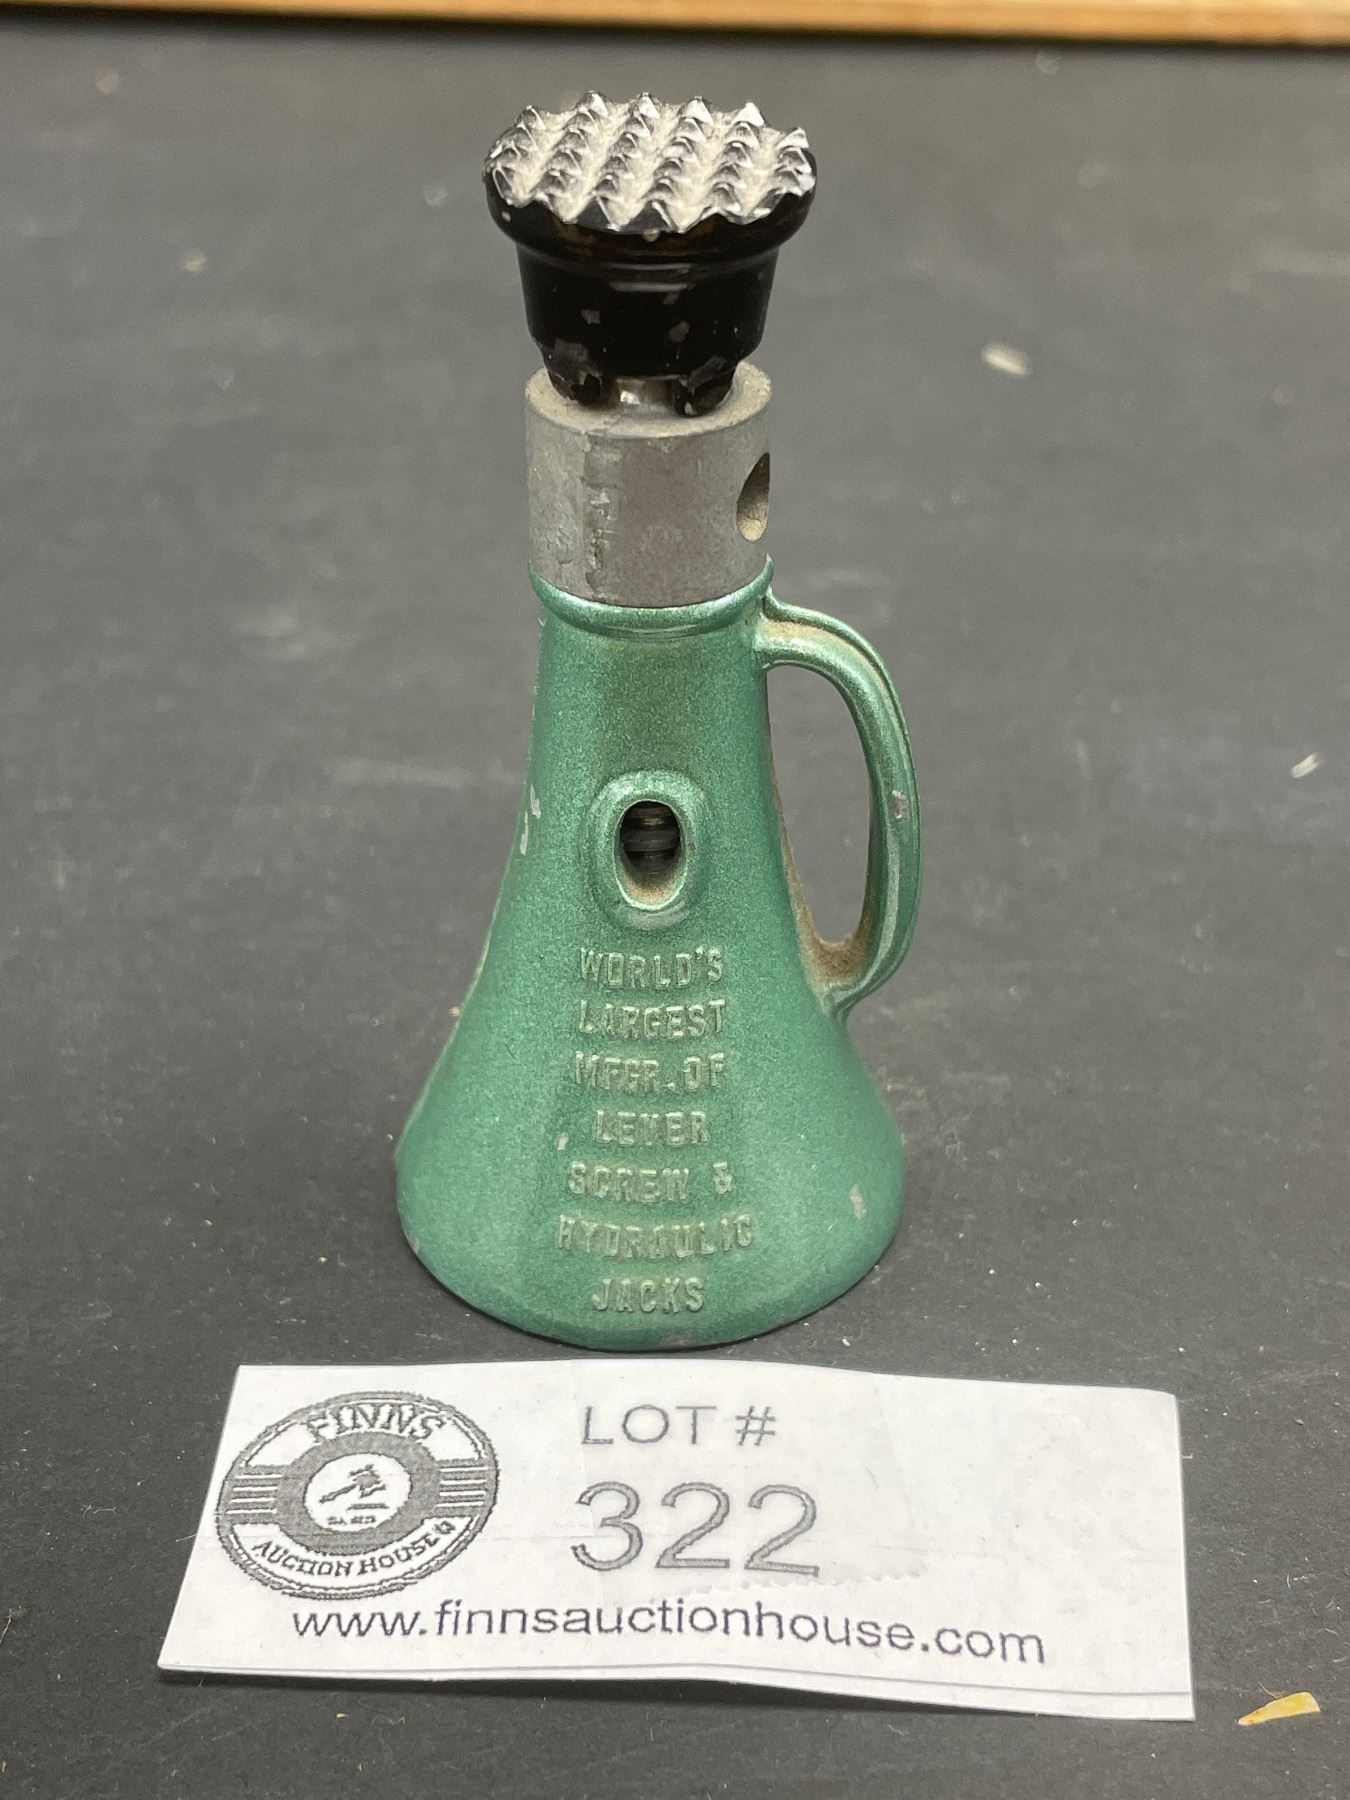 WORLD'S
LARGEST
MFGR. OF
LEVER
SCREW &
HYDRAULIC
JACKS
FINNS
AUCTION HOUSE
LOT #
322
www.finnsauctionhouse.com